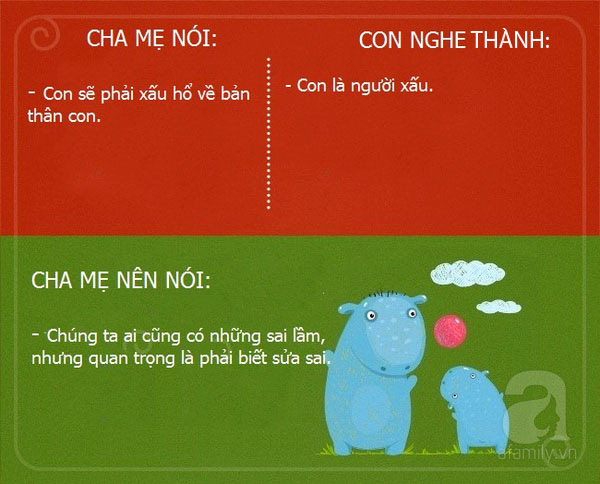 CHA MẸ NÓI:
- Con sẽ phải xấu hổ về bản
thân con.
CON NGHE THÀNH:
- Con là người xấu.
CHA MẸ NÊN NÓI:
- Chúng ta ai cũng có những sai lầm,
nhưng quan trọng là phải biết sửa sai.
a
afamily.vn